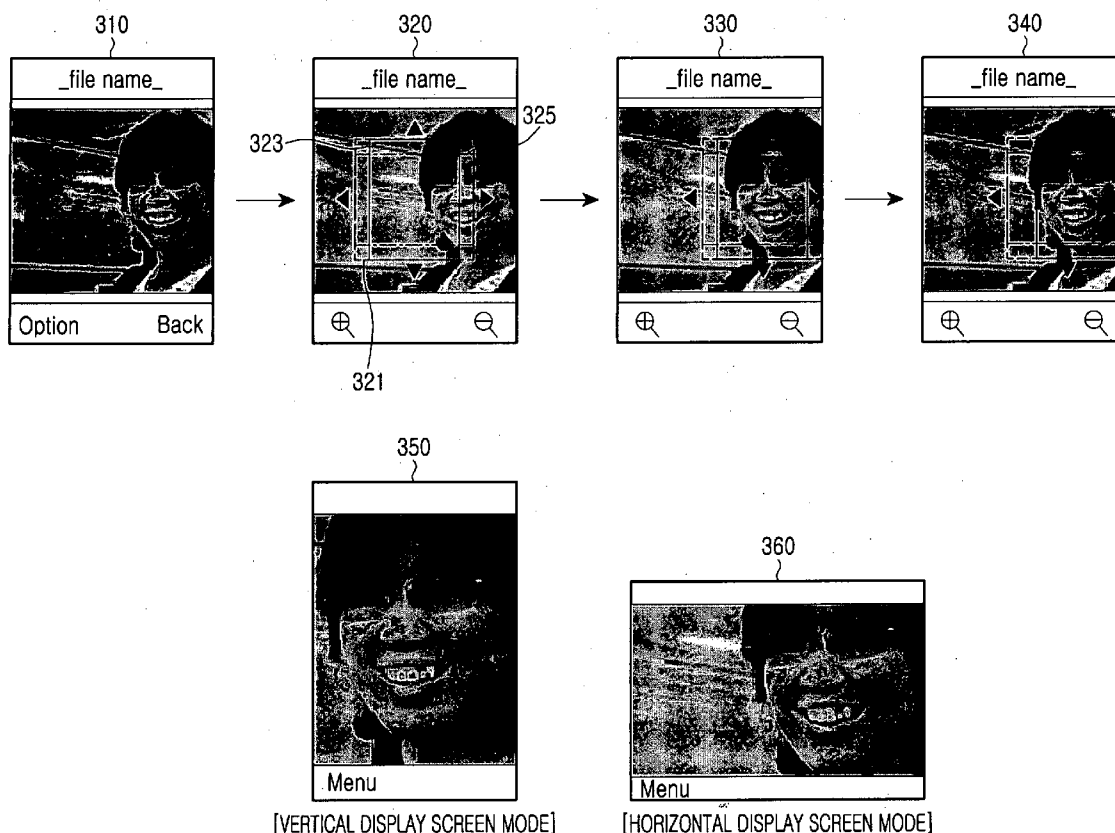 310
320
330
340
_file name_
_file name_
_file name_
_file name_
323
325
Option Back
321
350
360
Menu
Menu
[VERTICAL DISPLAY SCREEN MODE]
[HORIZONTAL DISPLAY SCREEN MODE]